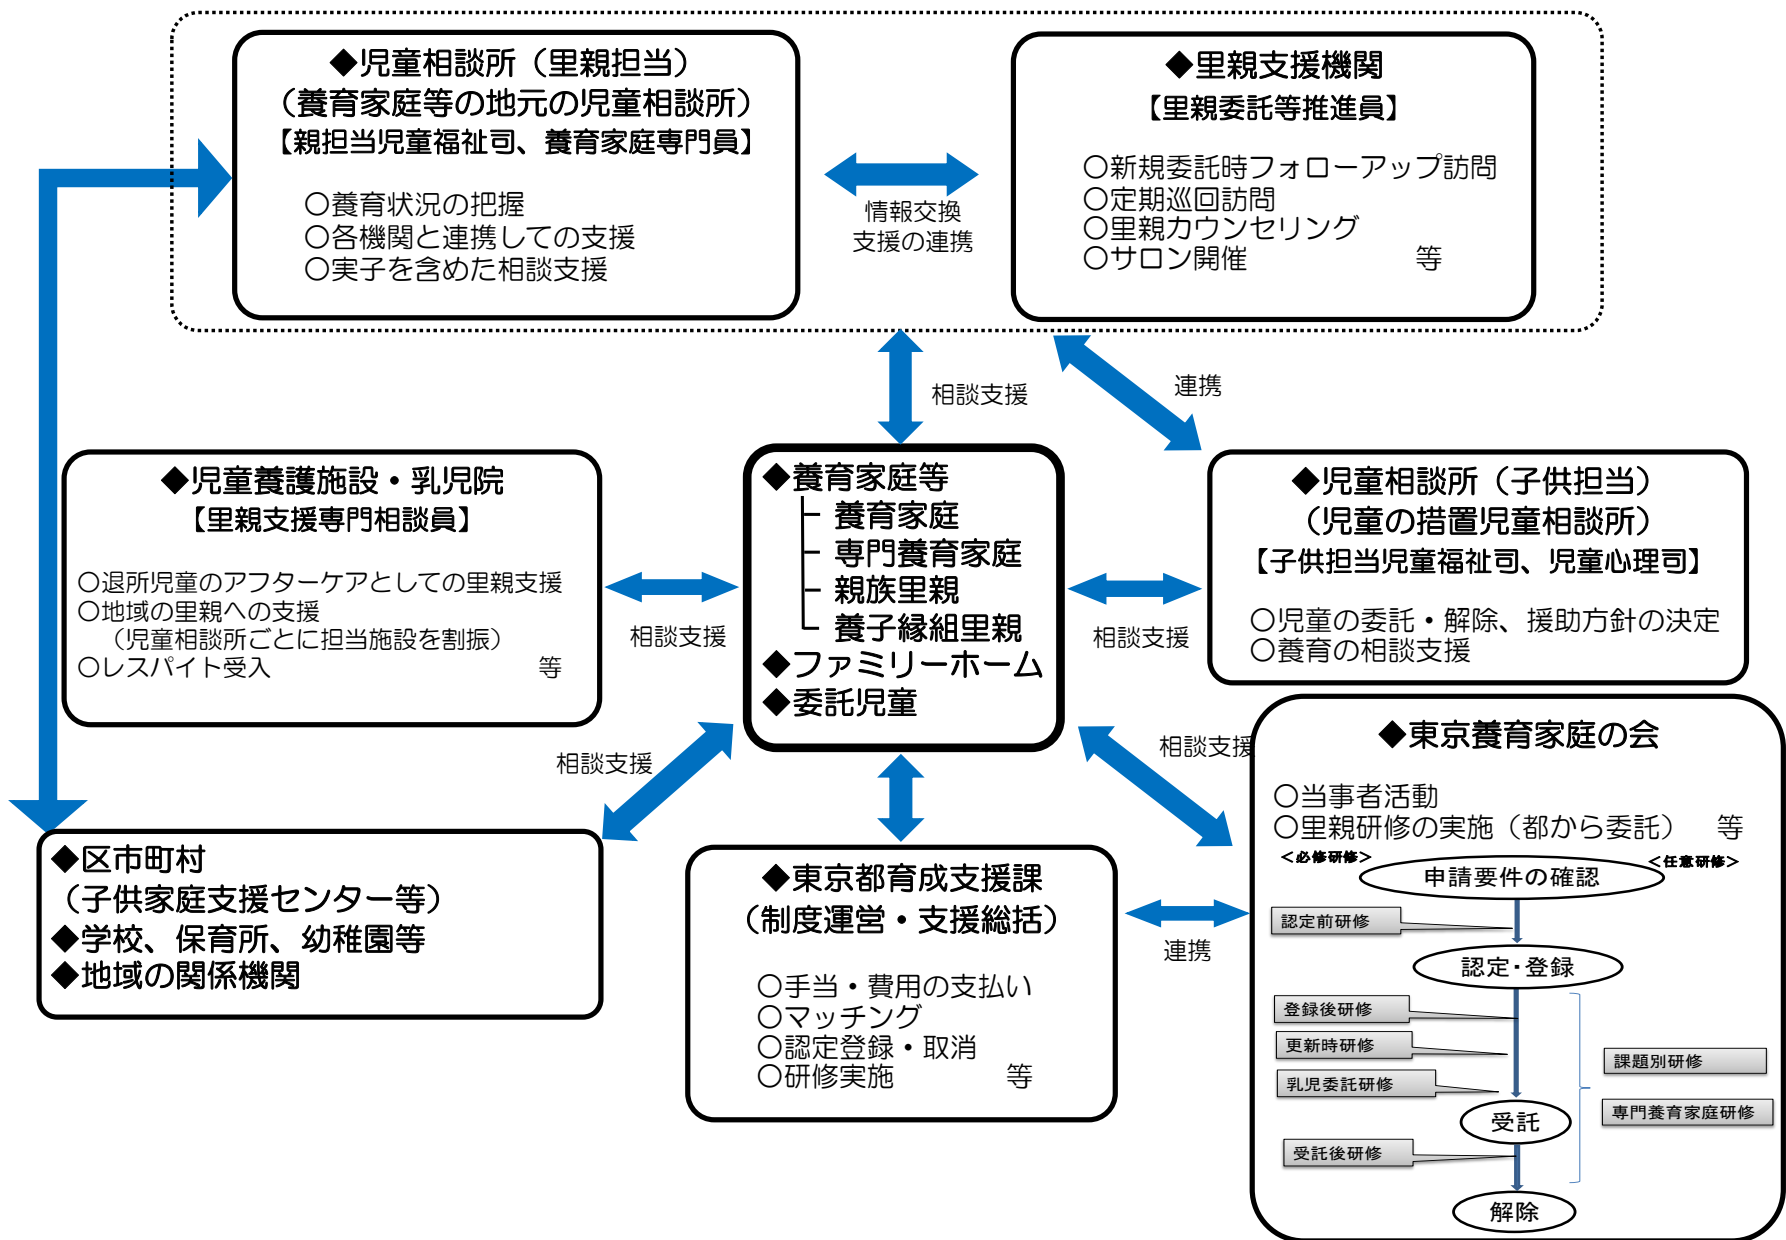 ◆児童相談所（里親担当）
（養育家庭等の地元の児童相談所）
【親担当児童福祉司、養育家庭専門員】
○養育状況の把握
○各機関と連携しての支援
○実子を含めた相談支援
情報交換
支援の連携
◆里親支援機関
【里親委託等推進員】
○新規委託時フォローアップ訪問
○定期巡回訪問
○里親カウンセリング
○サロン開催　　　　　等
相談支援
連携
◆児童養護施設・乳児院
【里親支援専門相談員】
○退所児童のアフターケアとしての里親支援
○地域の里親への支援
（児童相談所ごとに担当施設を割振）
○レスパイト受入　　　　　等
相談支援
◆養育家庭等
養育家庭
専門養育家庭
親族里親
養子縁組里親
◆ファミリーホーム
◆委託児童
相談支援
◆児童相談所（子供担当）
（児童の措置児童相談所）
【子供担当児童福祉司、児童心理司】
○児童の委託・解除、援助方針の決定
○養育の相談支援
相談支援
相談支援
◆区市町村
（子供家庭支援センター等）
◆学校、保育所、幼稚園等
◆地域の関係機関
◆東京都育成支援課
（制度運営・支援総括）
○手当・費用の支払い
○マッチング
○認定登録・取消
○研修実施　　　　等
連携
◆東京養育家庭の会
○当事者活動
○里親研修の実施（都から委託）　等
＜必修研修＞
＜任意研修＞
申請要件の確認
認定前研修
認定・登録
登録後研修
更新時研修
乳児委託研修
課題別研修
専門養育家庭研修
受託
受託後研修
解除